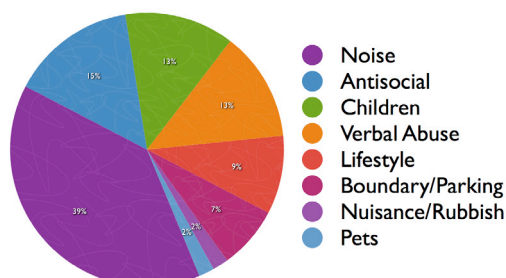 13%
15%
13%
9%
7%
39%
2%
2%
Noise
Antisocial
Children
Verbal Abuse
Lifestyle
Boundary/Parking
Nuisance/Rubbish
Pets